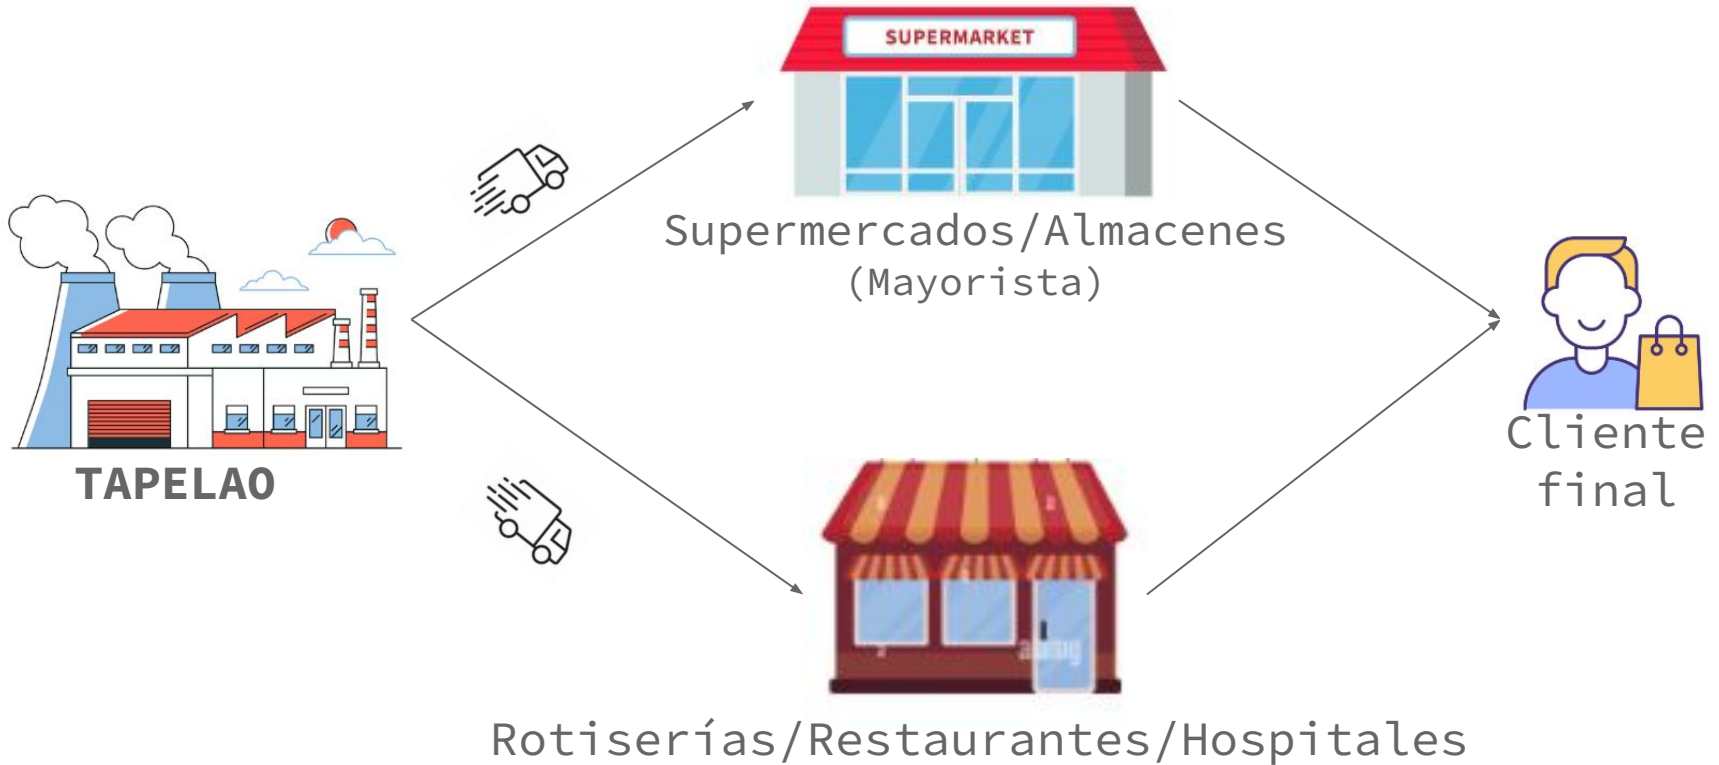 SUPERMARKET
Supermercados/Almacenes
(Mayorista)
TAPELAO
Cliente
final
Rotiserías/Restaurantes/Hospitales